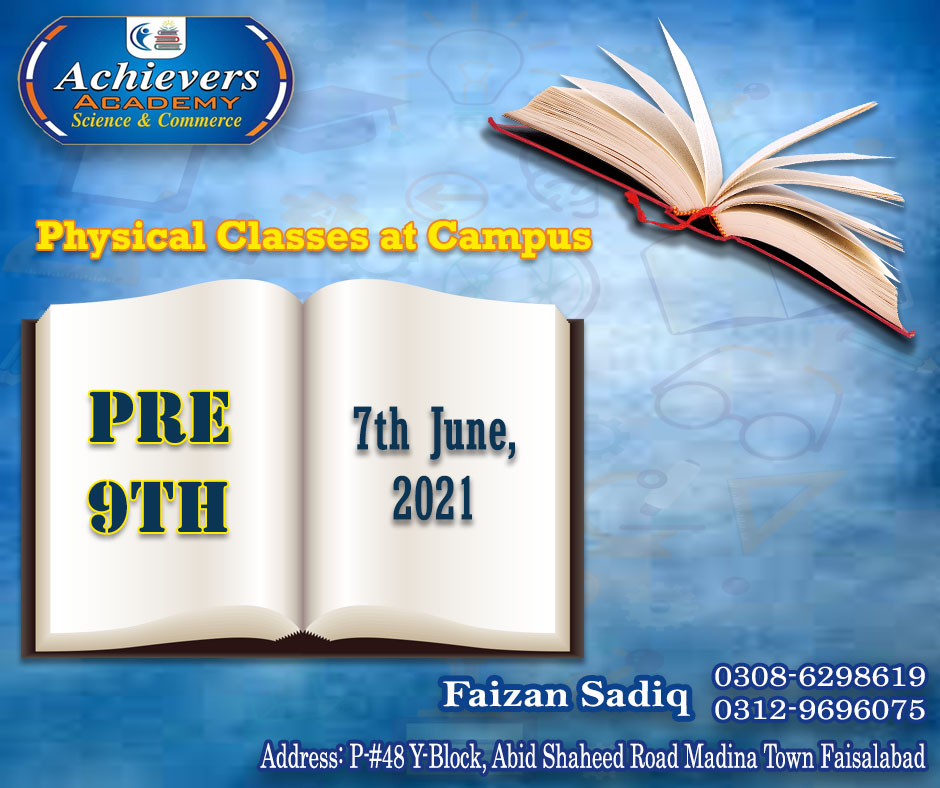 Achievers
ACADEMY
Science & Commerce
Physical Classes at Campus
PRE
9TH
7th June,
2021
Faizan Sadiq
0308-6298619
0312-9696075
Address: P-#48 Y-Block, Abid Shaheed Road Madina Town Faisalabad